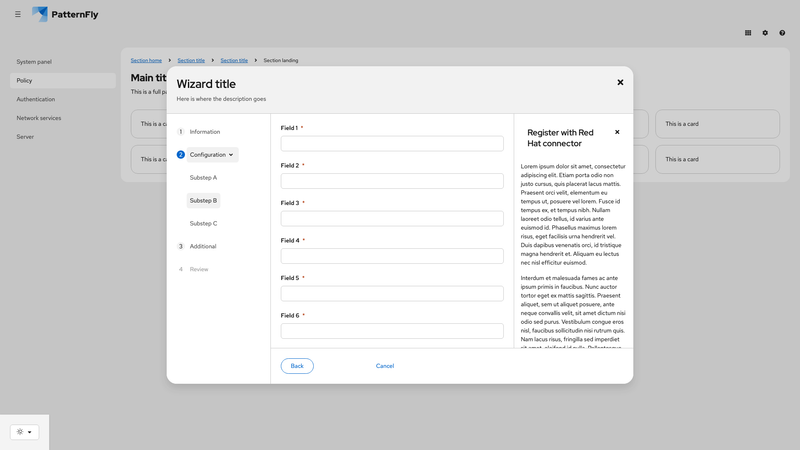 PatternFly
System panel
Policy
Authentication
Network services
Server
Section home
Section title
Section title
Section landing
Main tit
This is a full pa
This is a ca
This is a card
This is a ca
This is a card
Wizard title
Here is where the description goes
1 Information
2 Configuration
Substep A
Substep B
Substep C
3 Additional
4 Review
Field 1 *
Field 2 *
Field 3 *
Field 4 *
Field 5 *
Field 6 *
Back
Cancel
Register with Red
Hat connector
Lorem ipsum dolor sit amet, consectetur
adipiscing elit. Etiam porta odio non
justo cursus, quis placerat lacus mattis.
Praesent orci velit, elementum eu
tempus ut, posuere vel lorem. Fusce id
tempus ex, et tempus nibh. Nullam
laoreet odio tellus, id varius ante
euismod id. Phasellus maximus lorem
risus, eget facilisis urna hendrerit vel.
Duis dapibus venenatis orci, id tristique
magna hendrerit et. Aliquam eu lectus
nec nisl efficitur euismod.
Interdum et malesuada fames ac ante
ipsum primis in faucibus. Nunc auctor
tortor eget ex mattis sagittis. Praesent
aliquet, sem ut aliquet posuere, ante
neque convallis velit, sit amet dictum nisi
odio sed purus. Vestibulum congue eros
nisl, faucibus sollicitudin nisi rutrum quis.
Nam lacus risus, fringilla sed imperdiet